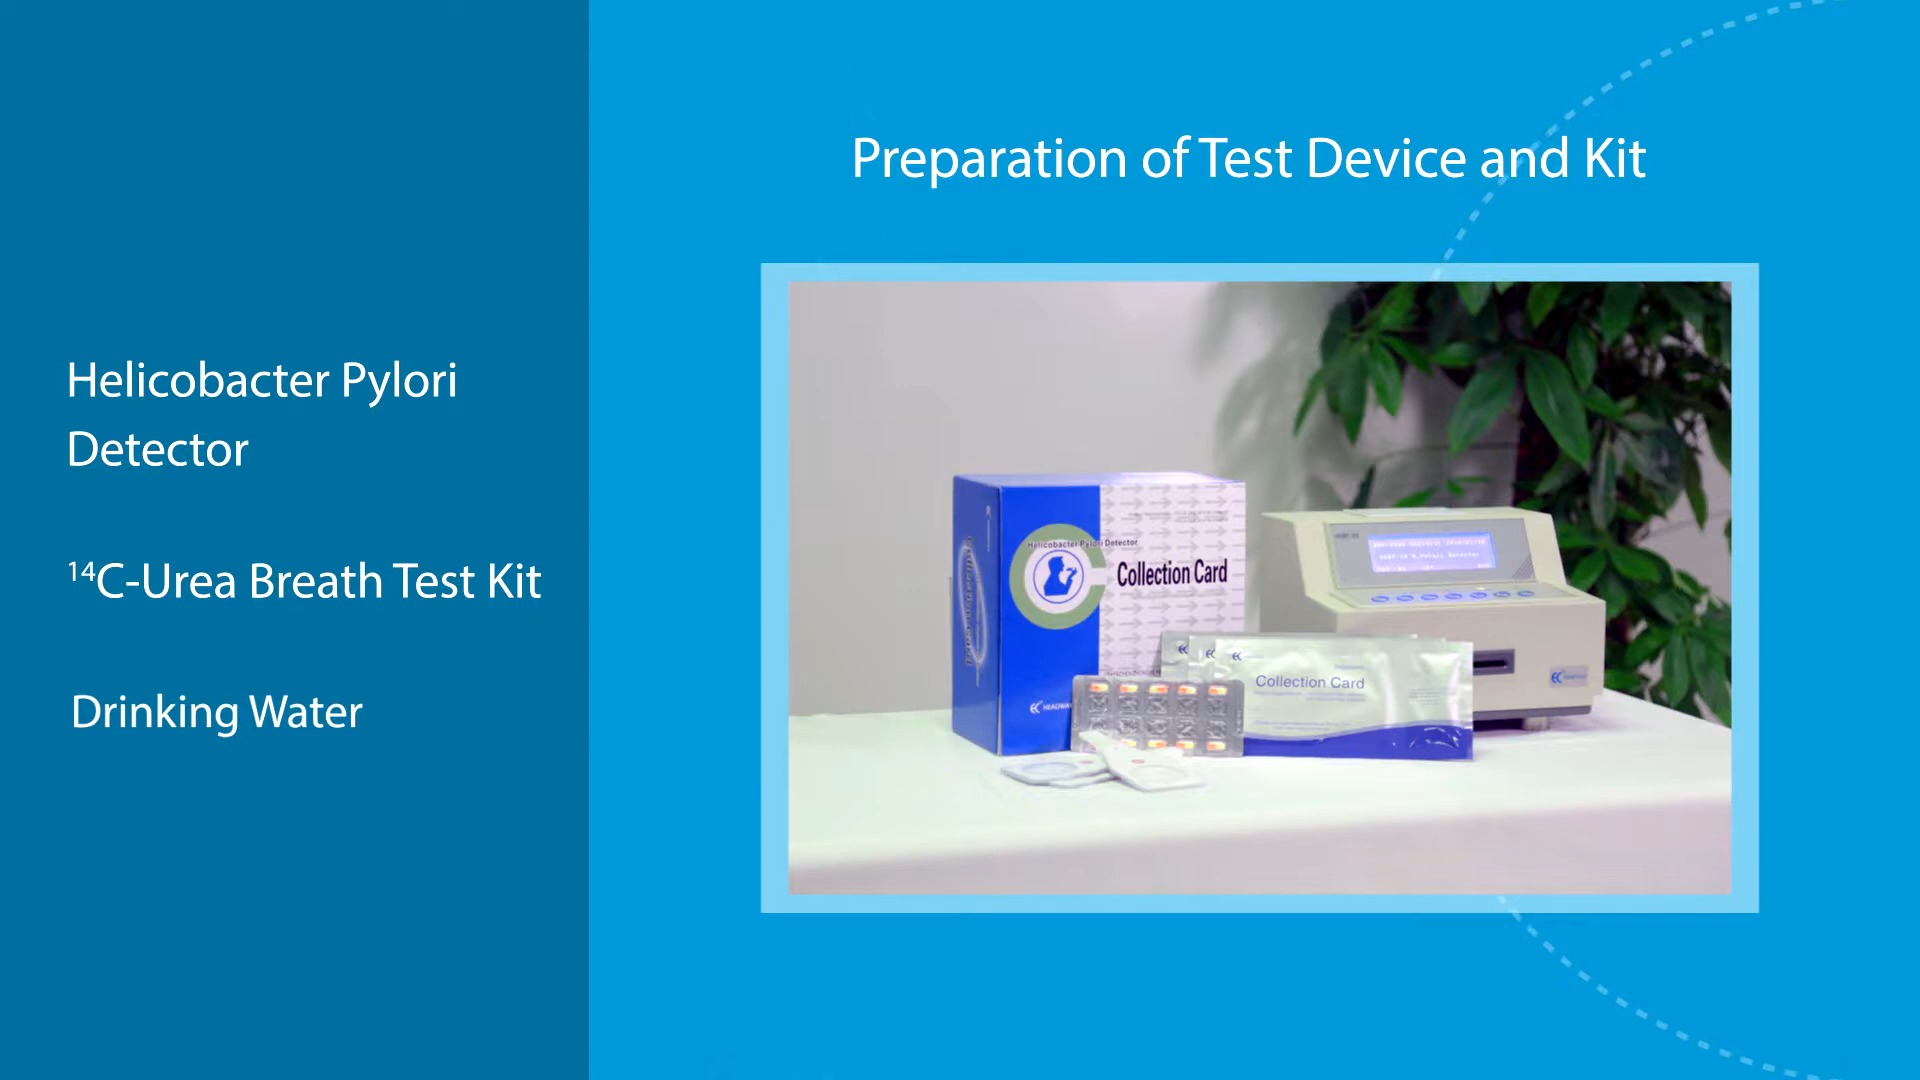 Preparation of Test Device and Kit
Helicobacter Pylori
Detector
¹⁴C-Urea Breath Test Kit
Drinking Water
Helicobacter Pylori Detector
Collection Card
HEADWAY
Collection Card